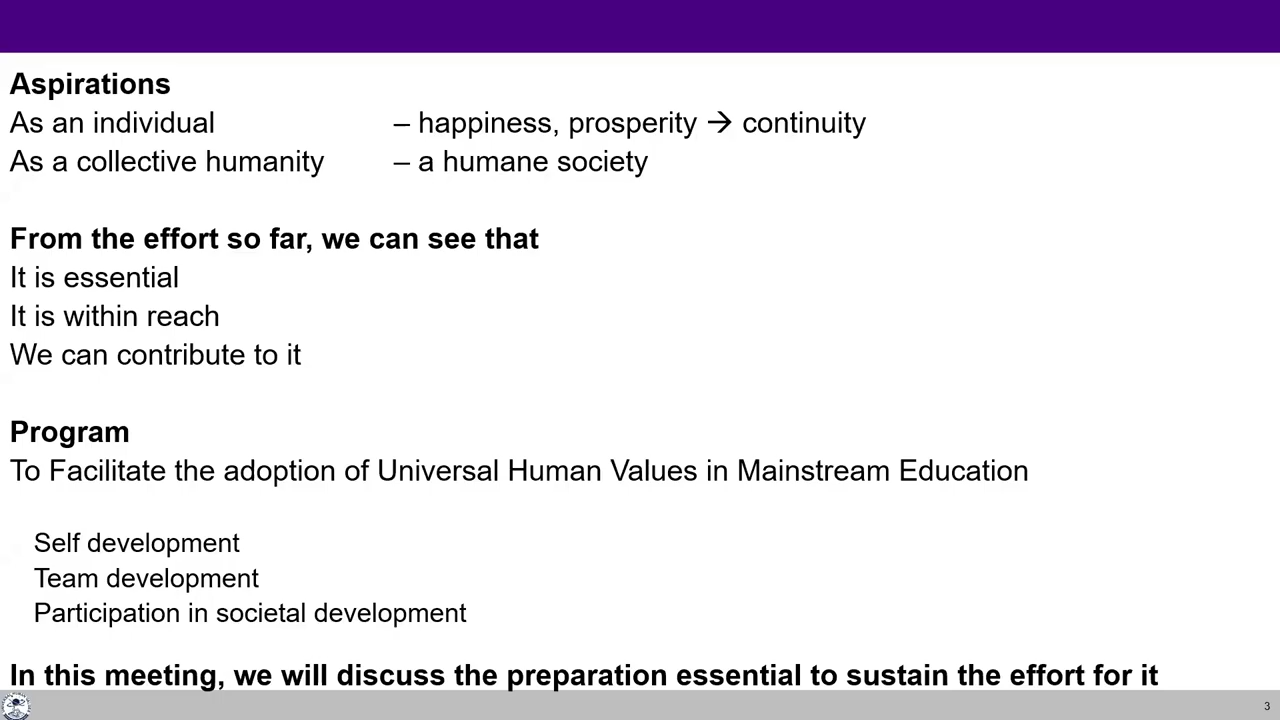 Aspirations
As an individual – happiness, prosperity → continuity
As a collective humanity – a humane society
From the effort so far, we can see that
It is essential
It is within reach
We can contribute to it
Program
To Facilitate the adoption of Universal Human Values in Mainstream Education
Self development
Team development
Participation in societal development
In this meeting, we will discuss the preparation essential to sustain the effort for it
3